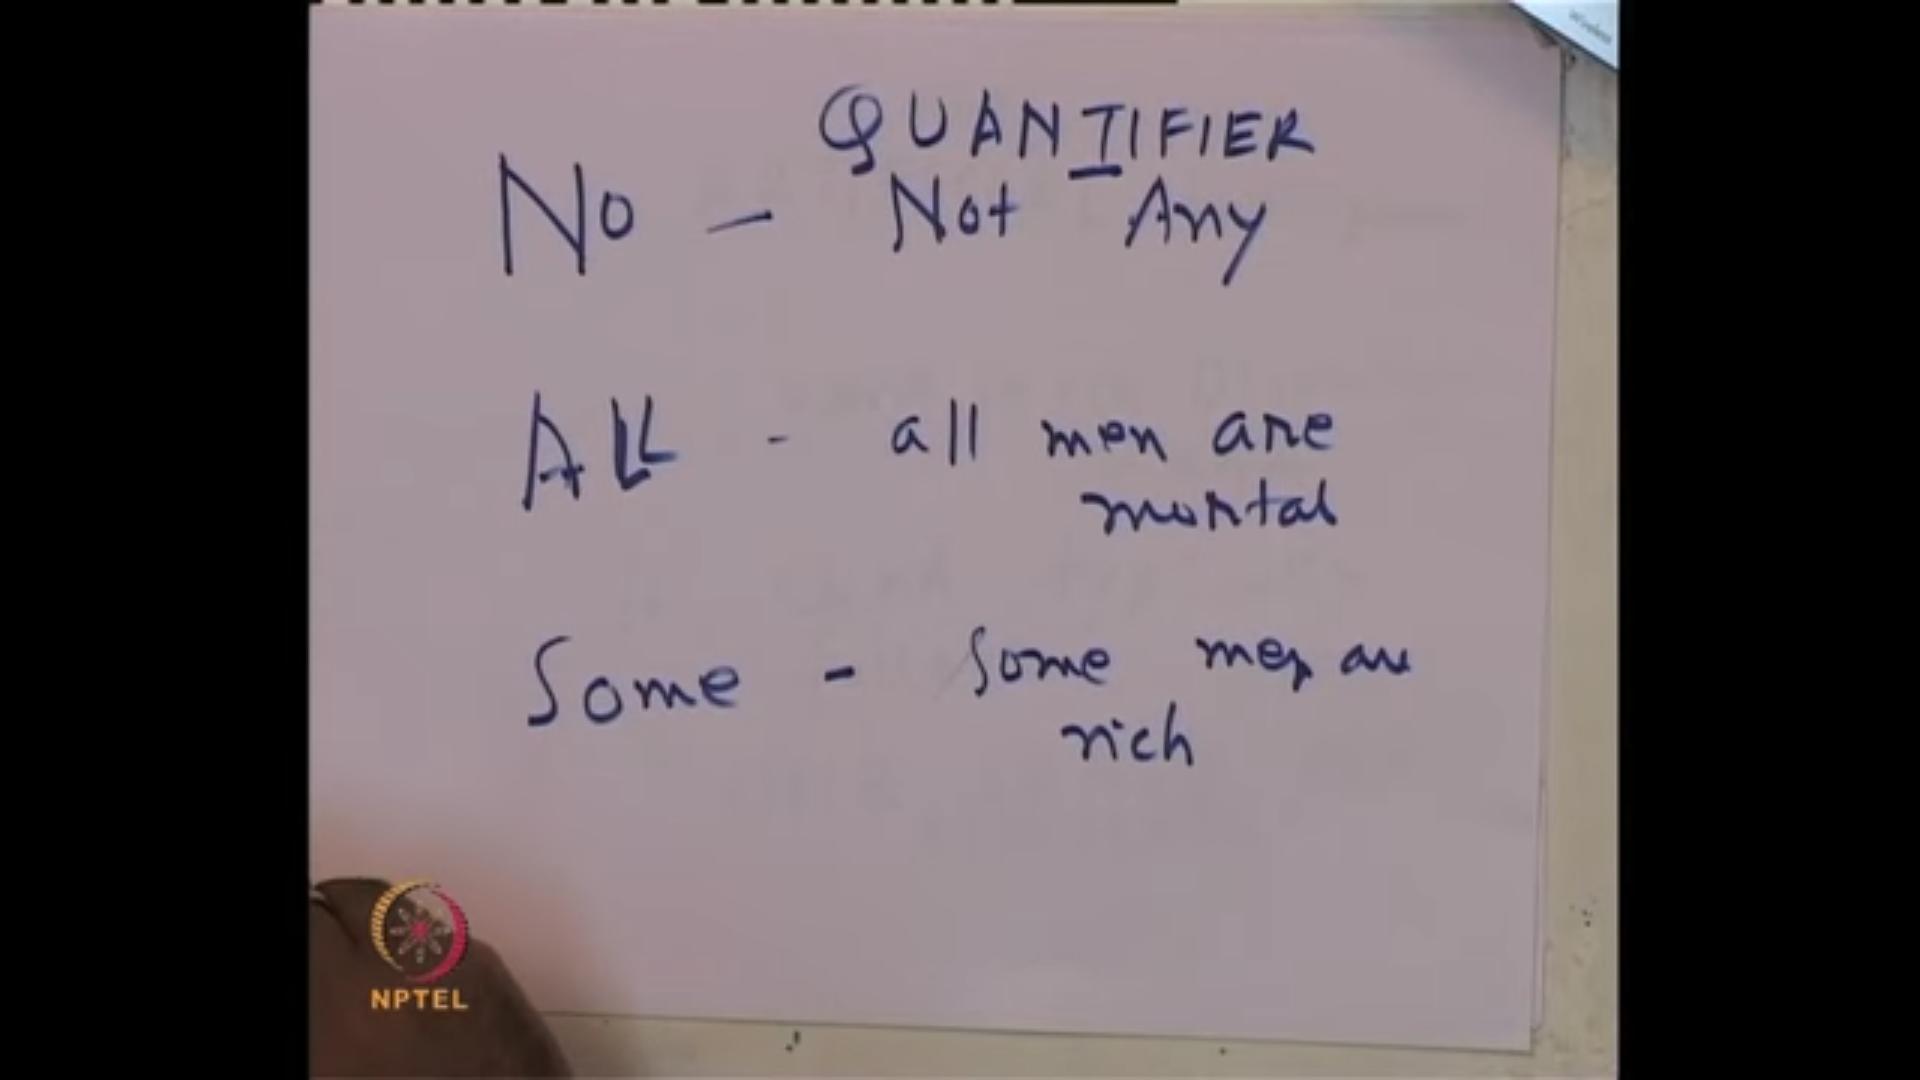 QUANTIFIER
No - Not Any
ALL - all men are
mortal
Some - Some men are
rich
NPTEL